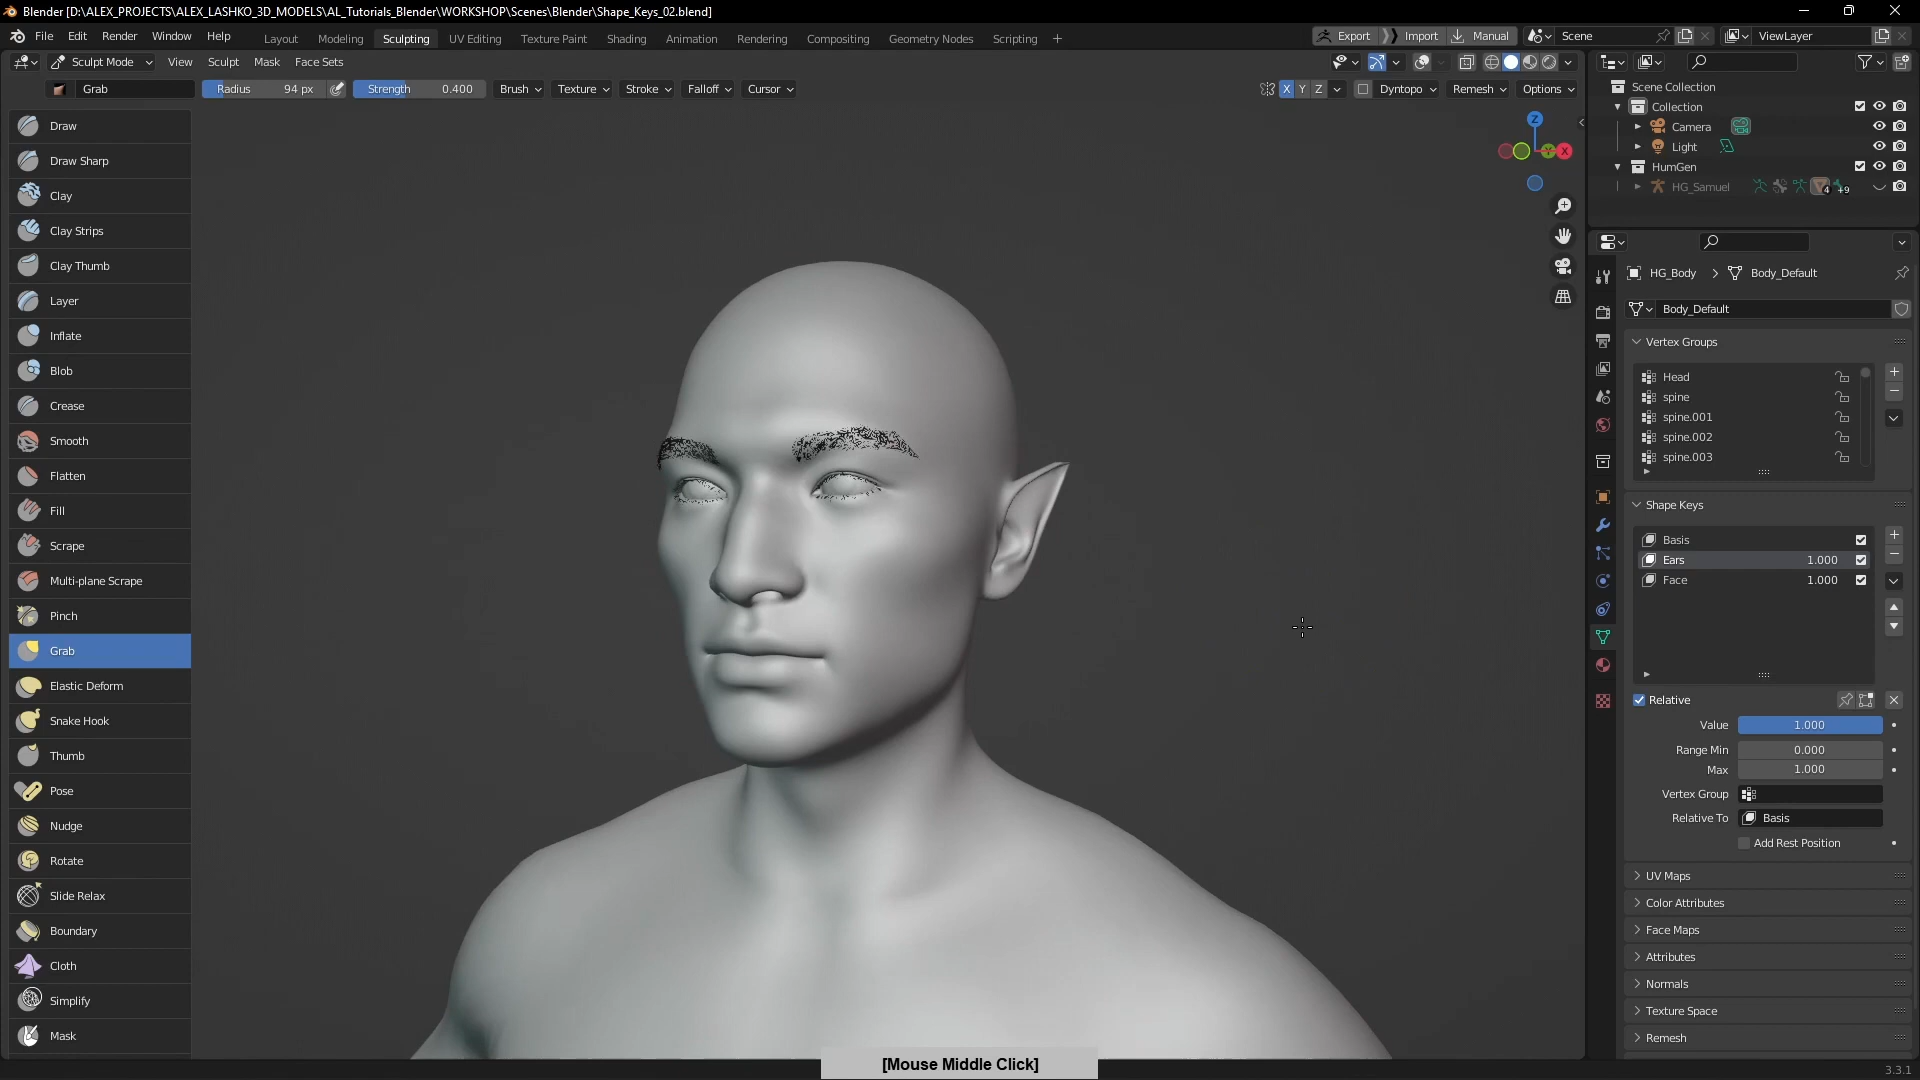 Blender [D:\ALEX_PROJECTS\ALEX_LASHKO_3D_MODELS\AL_Tutorials_Blender\WORKSHOP\Scenes\Blender\Shape_Keys_02.blend]
File Edit Render Window Help Layout Modeling Sculpting UV Editing Texture Paint Shading Animation Rendering Compositing Geometry Nodes Scripting + Export Import Manual Scene ViewLayer
Sculpt Mode View Sculpt Mask Face Sets
Grab Radius 94 px Strength 0.400 Brush Texture Stroke Falloff Cursor X Y Z Dyntopo Remesh Options
Draw
Draw Sharp
Clay
Clay Strips
Clay Thumb
Layer
Inflate
Blob
Crease
Smooth
Flatten
Fill
Scrape
Multi-plane Scrape
Pinch
Grab
Elastic Deform
Snake Hook
Thumb
Pose
Nudge
Rotate
Slide Relax
Boundary
Cloth
Simplify
Mask
Z
Y
X
Scene Collection
Collection
Camera
Light
HumGen
HG_Samuel 4 +9
HG_Body > Body_Default
Body_Default
Vertex Groups
Head
spine
spine.001
spine.002
spine.003
Shape Keys
Basis
Ears 1.000
Face 1.000
Relative
Value 1.000
Range Min 0.000
Max 1.000
Vertex Group
Relative To Basis
Add Rest Position
UV Maps
Color Attributes
Face Maps
Attributes
Normals
Texture Space
Remesh
[Mouse Middle Click]
3.3.1